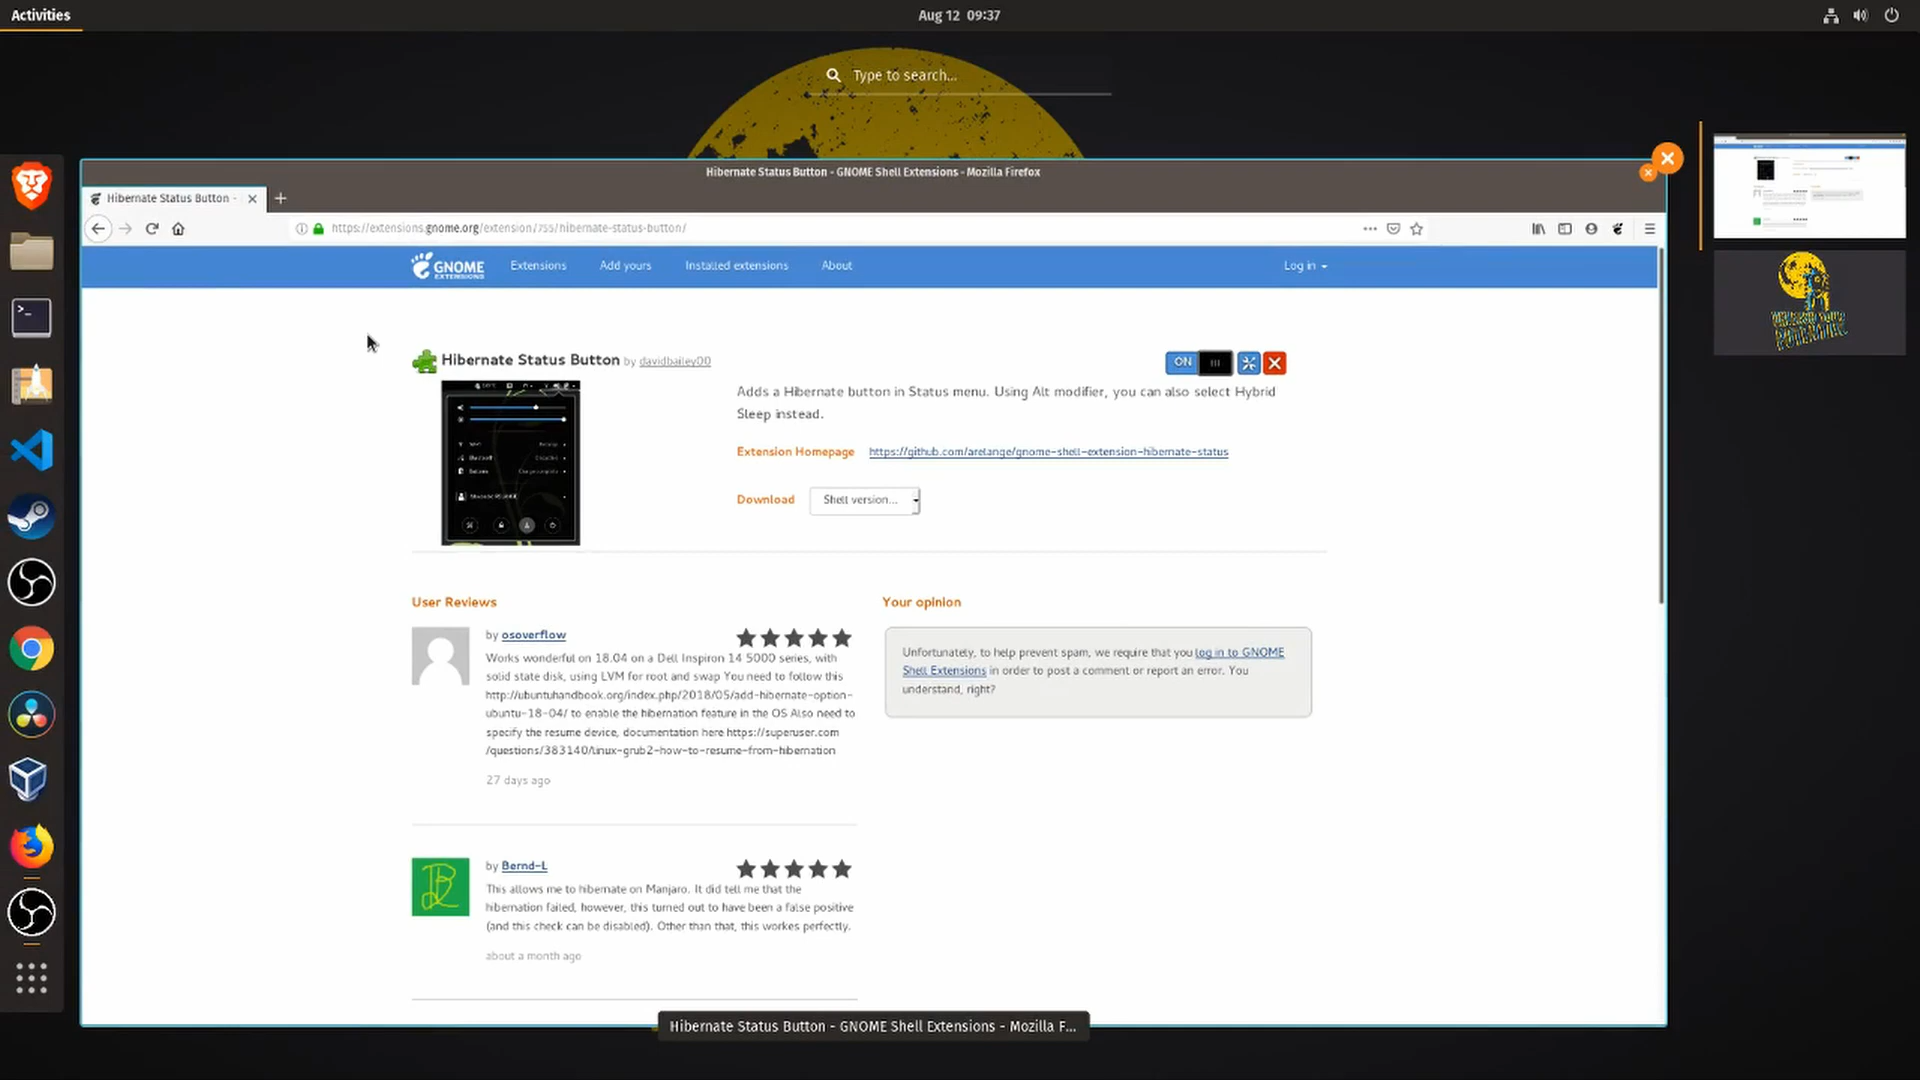 Activities
Aug 12 09:37
Type to search...
Hibernate Status Button - GNOME Shell Extensions - Mozilla Firefox
Hibernate Status Button -
https://extensions.gnome.org/extension/755/hibernate-status-button/
GNOME
EXTENSIONS
Extensions
Add yours
Installed extensions
About
Log in
Hibernate Status Button by davidbailey00
ON
Adds a Hibernate button in Status menu. Using Alt modifier, you can also select Hybrid
Sleep instead.
Extension Homepage https://github.com/arelange/gnome-shell-extension-hibernate-status
Download Shell version...
User Reviews
by osoverflow
Works wonderful on 18.04 on a Dell Inspiron 14 5000 series, with
solid state disk, using LVM for root and swap You need to follow this
http://ubuntuhandbook.org/index.php/2018/05/add-hibernate-option-
ubuntu-18-04/ to enable the hibernation feature in the OS Also need to
specify the resume device, documentation here https://superuser.com
/questions/383140/linux-grub2-how-to-resume-from-hibernation
27 days ago
by Bernd-L
This allows me to hibernate on Manjaro. It did tell me that the
hibernation failed, however, this turned out to have been a false positive
(and this check can be disabled). Other than that, this workes perfectly.
about a month ago
Your opinion
Unfortunately, to help prevent spam, we require that you log in to GNOME
Shell Extensions in order to post a comment or report an error. You
understand, right?
Hibernate Status Button - GNOME Shell Extensions - Mozilla F...